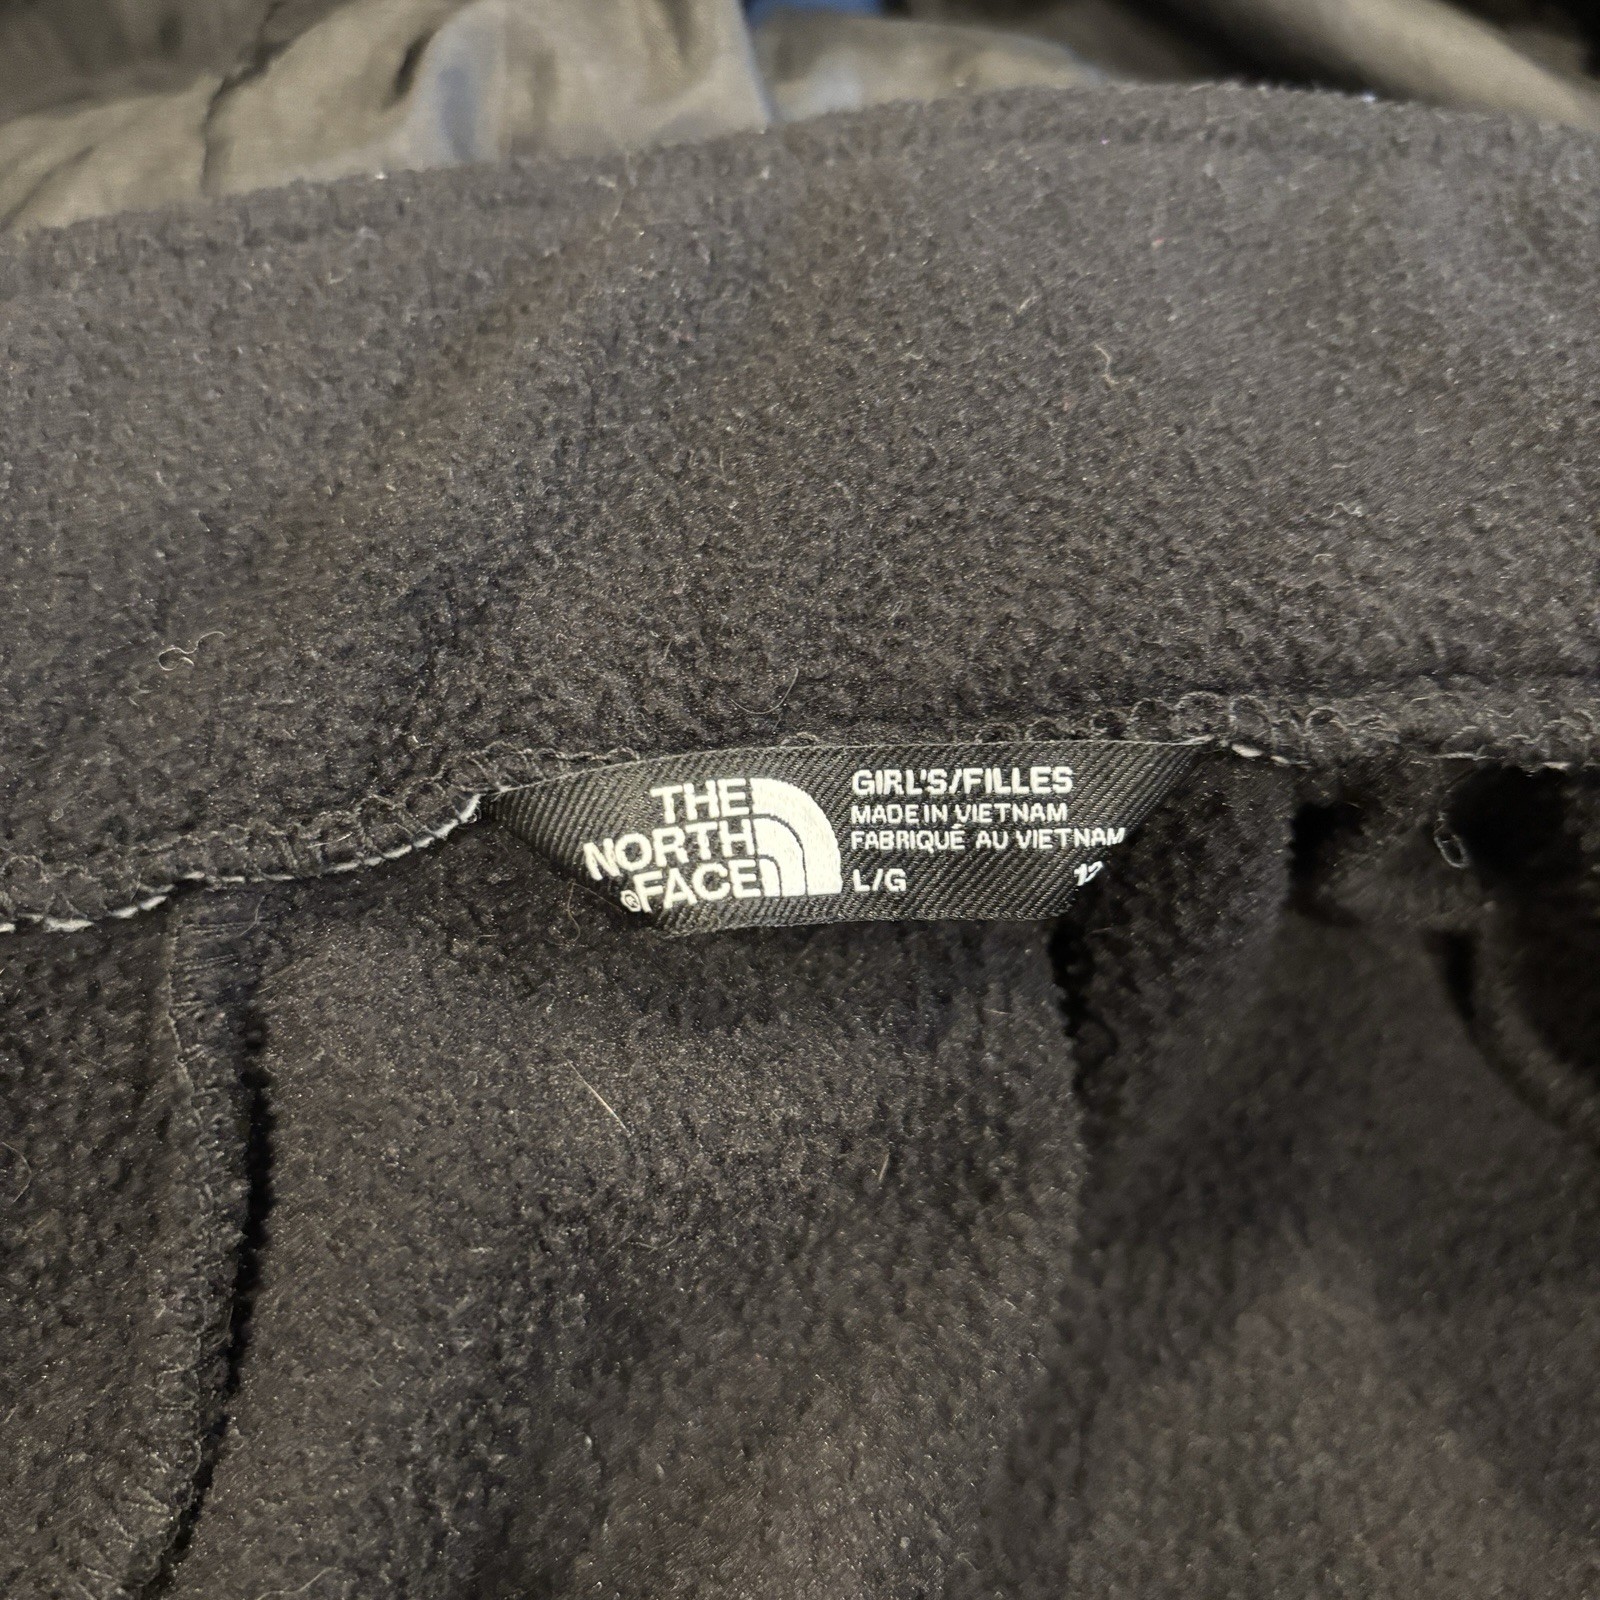 THE
NORTH
®FACE
GIRL'S/FILLES
MADE IN VIETNAM
FABRIQUÉ AU VIETNAM
L/G